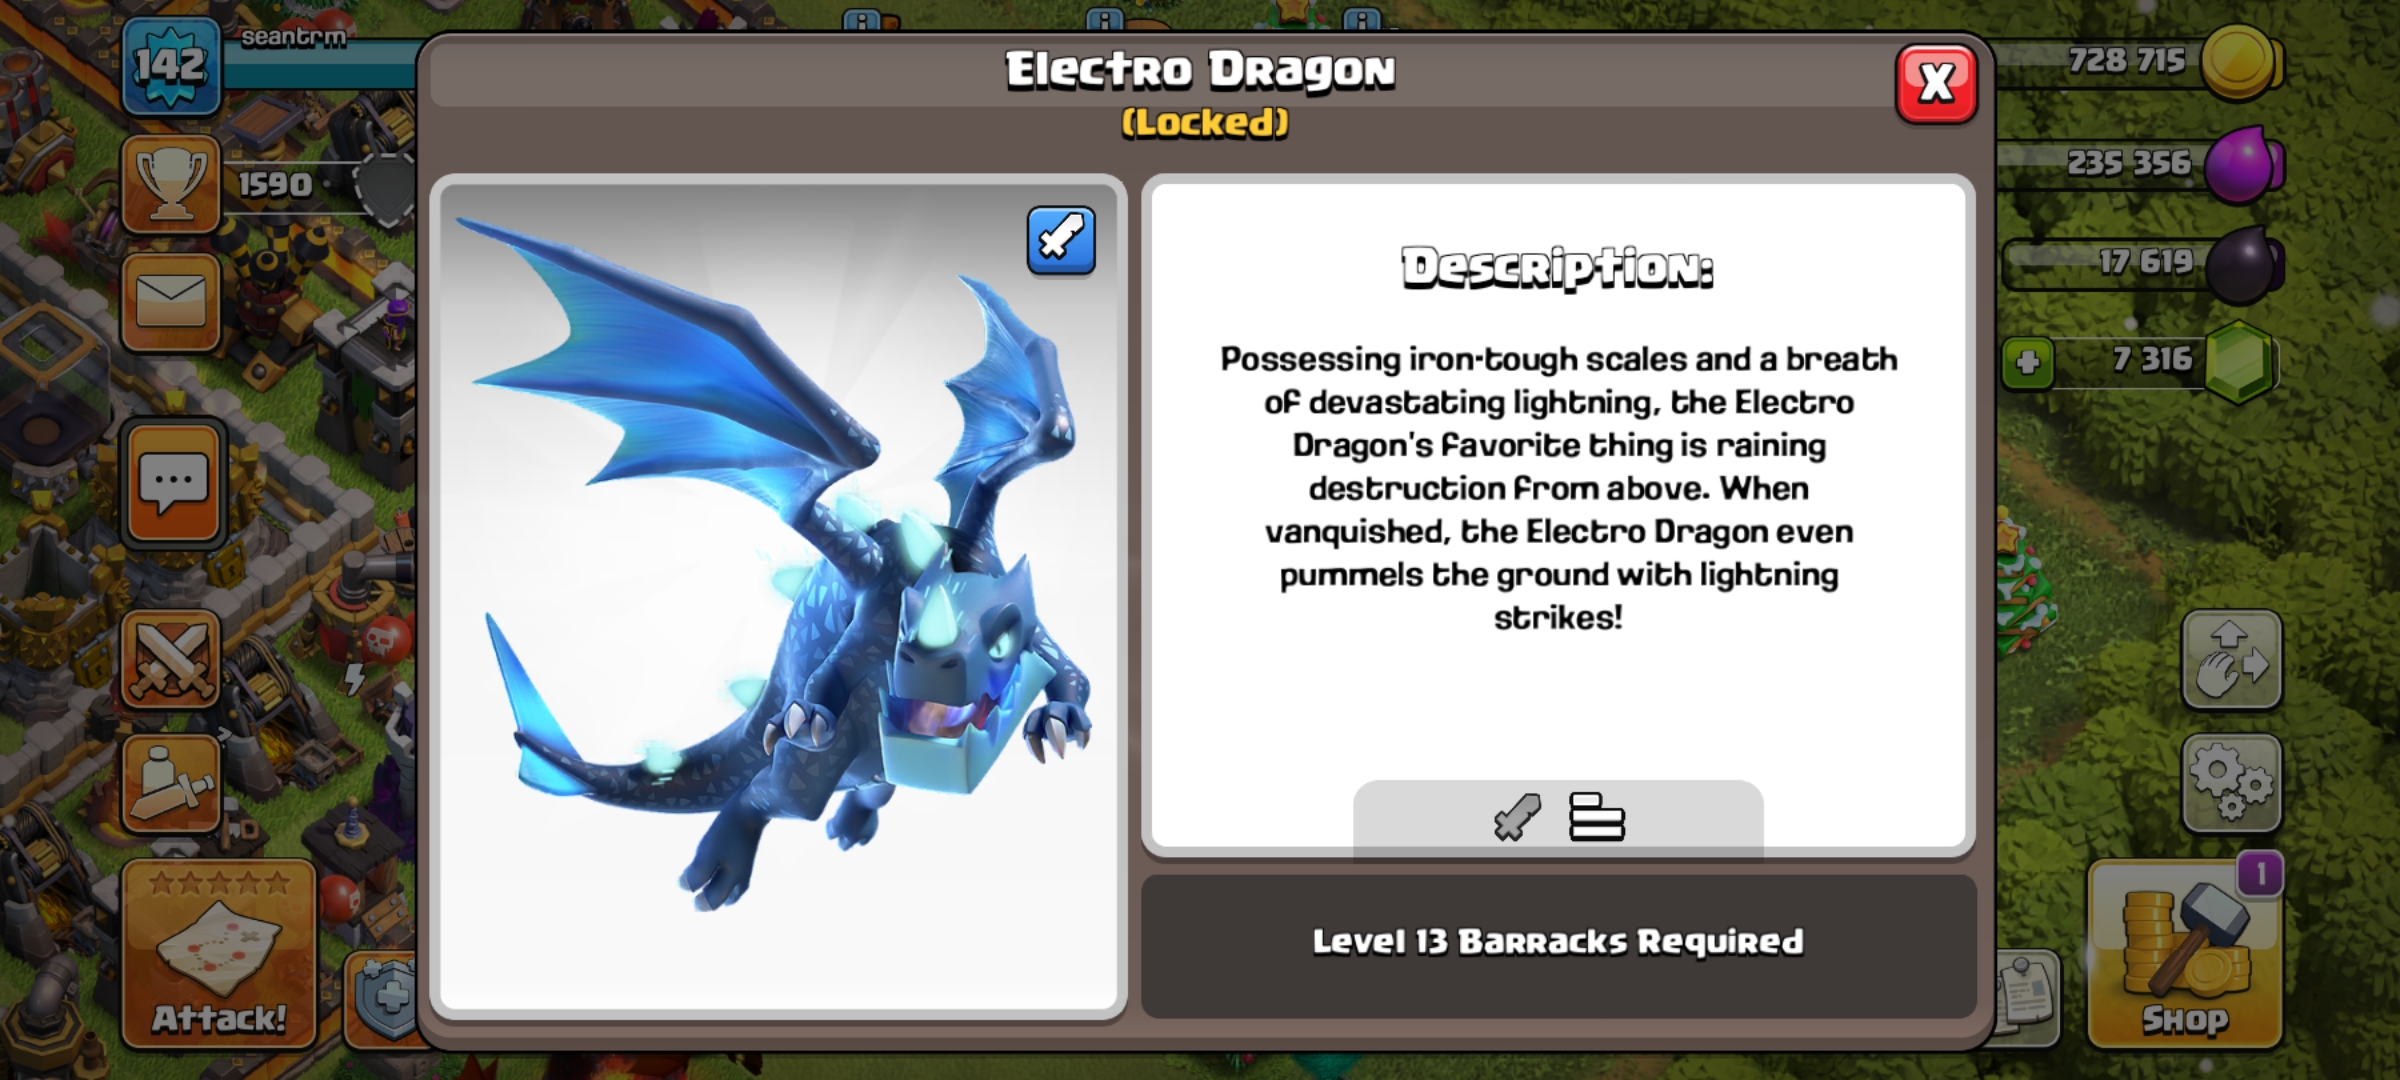 142
seantrm
1590
Electro Dragon
(Locked)
X
728 715
235 356
17 619
7 316
Description:
Possessing iron-tough scales and a breath
of devastating lightning, the Electro
Dragon's favorite thing is raining
destruction from above. When
vanquished, the Electro Dragon even
pummels the ground with lightning
strikes!
Level 13 Barracks Required
Attack!
1
Shop